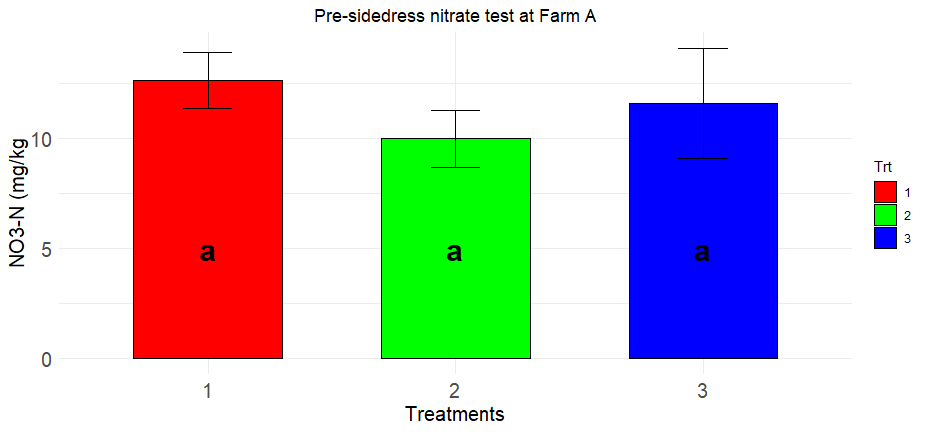 Pre-sidedress nitrate test at Farm A
NO3-N (mg/kg
10
5
0
a
a
a
1
2
3
Treatments
Trt
1
2
3